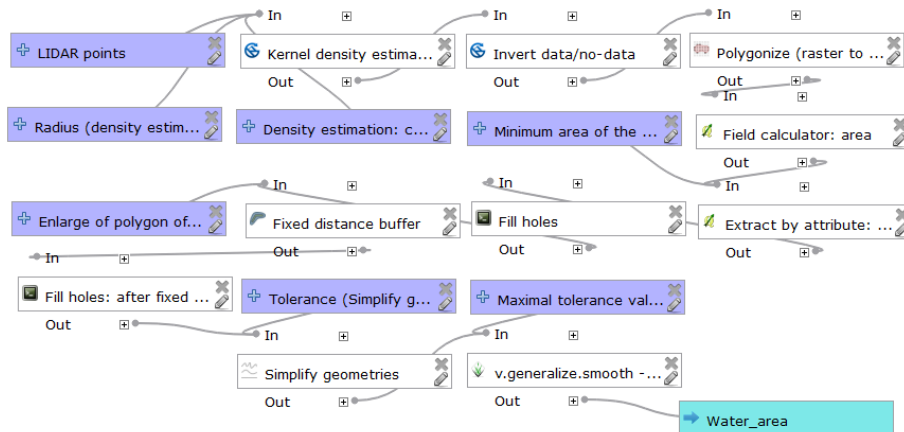 In In In
LIDAR points Kernel density estima... Invert data/no-data Polygonize (raster to ...
Out Out Out
In
Radius (density estim... Density estimation: c... Minimum area of the ... Field calculator: area
Out
In In In
Enlarge of polygon of... Fixed distance buffer Fill holes Extract by attribute: ...
Out Out Out
In
Fill holes: after fixed ... Tolerance (Simplify g... Maximal tolerance val...
Out In In
Simplify geometries v.generalize.smooth -...
Out Out
Water_area